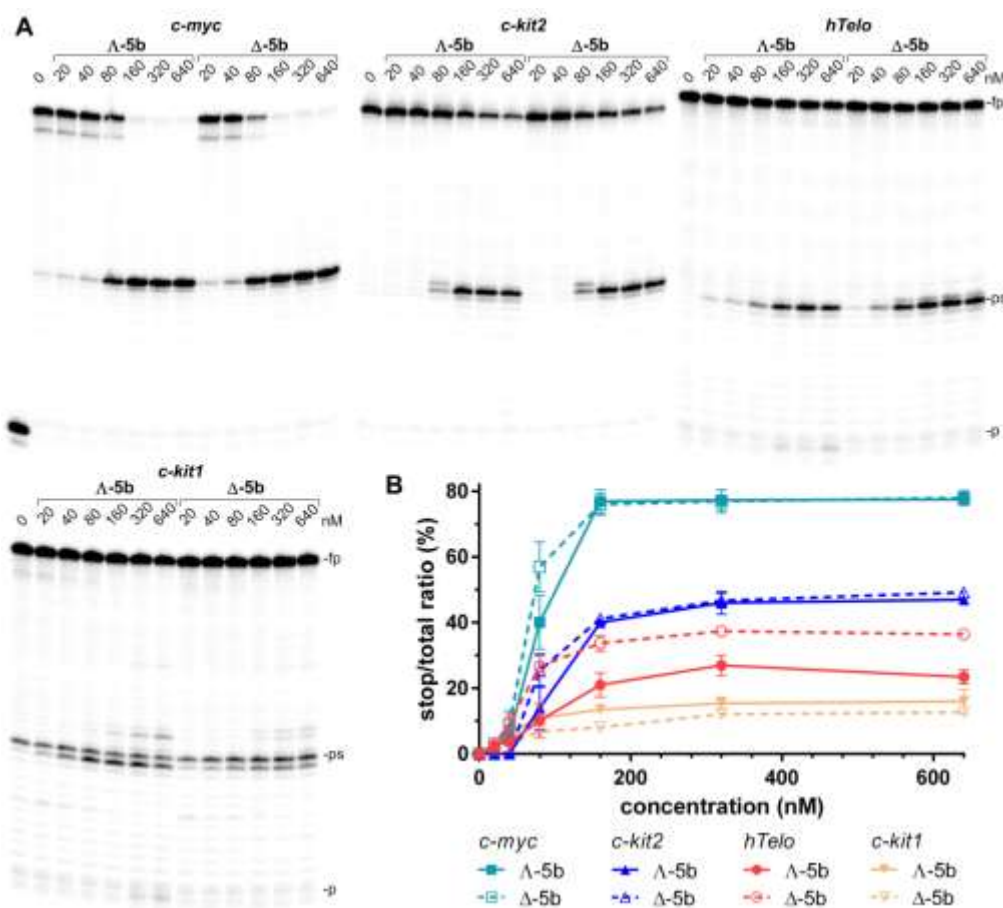 A
c-myc
Λ-5b Δ-5b
0 20 40 80 160 320 640 20 40 80 160 320 640
c-kit2
Λ-5b Δ-5b
0 20 40 80 160 320 640 20 40 80 160 320 640
hTelo
Λ-5b Δ-5b
0 20 40 80 160 320 640 20 40 80 160 320 640 nM
-fp
-ps
-p
c-kit1
Λ-5b Δ-5b
0 20 40 80 160 320 640 20 40 80 160 320 640 nM
-fp
-ps
-p
B
stop/total ratio (%)
80
60
40
20
0
0 200 400 600
concentration (nM)
c-myc c-kit2 hTelo c-kit1
Λ-5b Λ-5b Λ-5b Λ-5b
Δ-5b Δ-5b Δ-5b Δ-5b